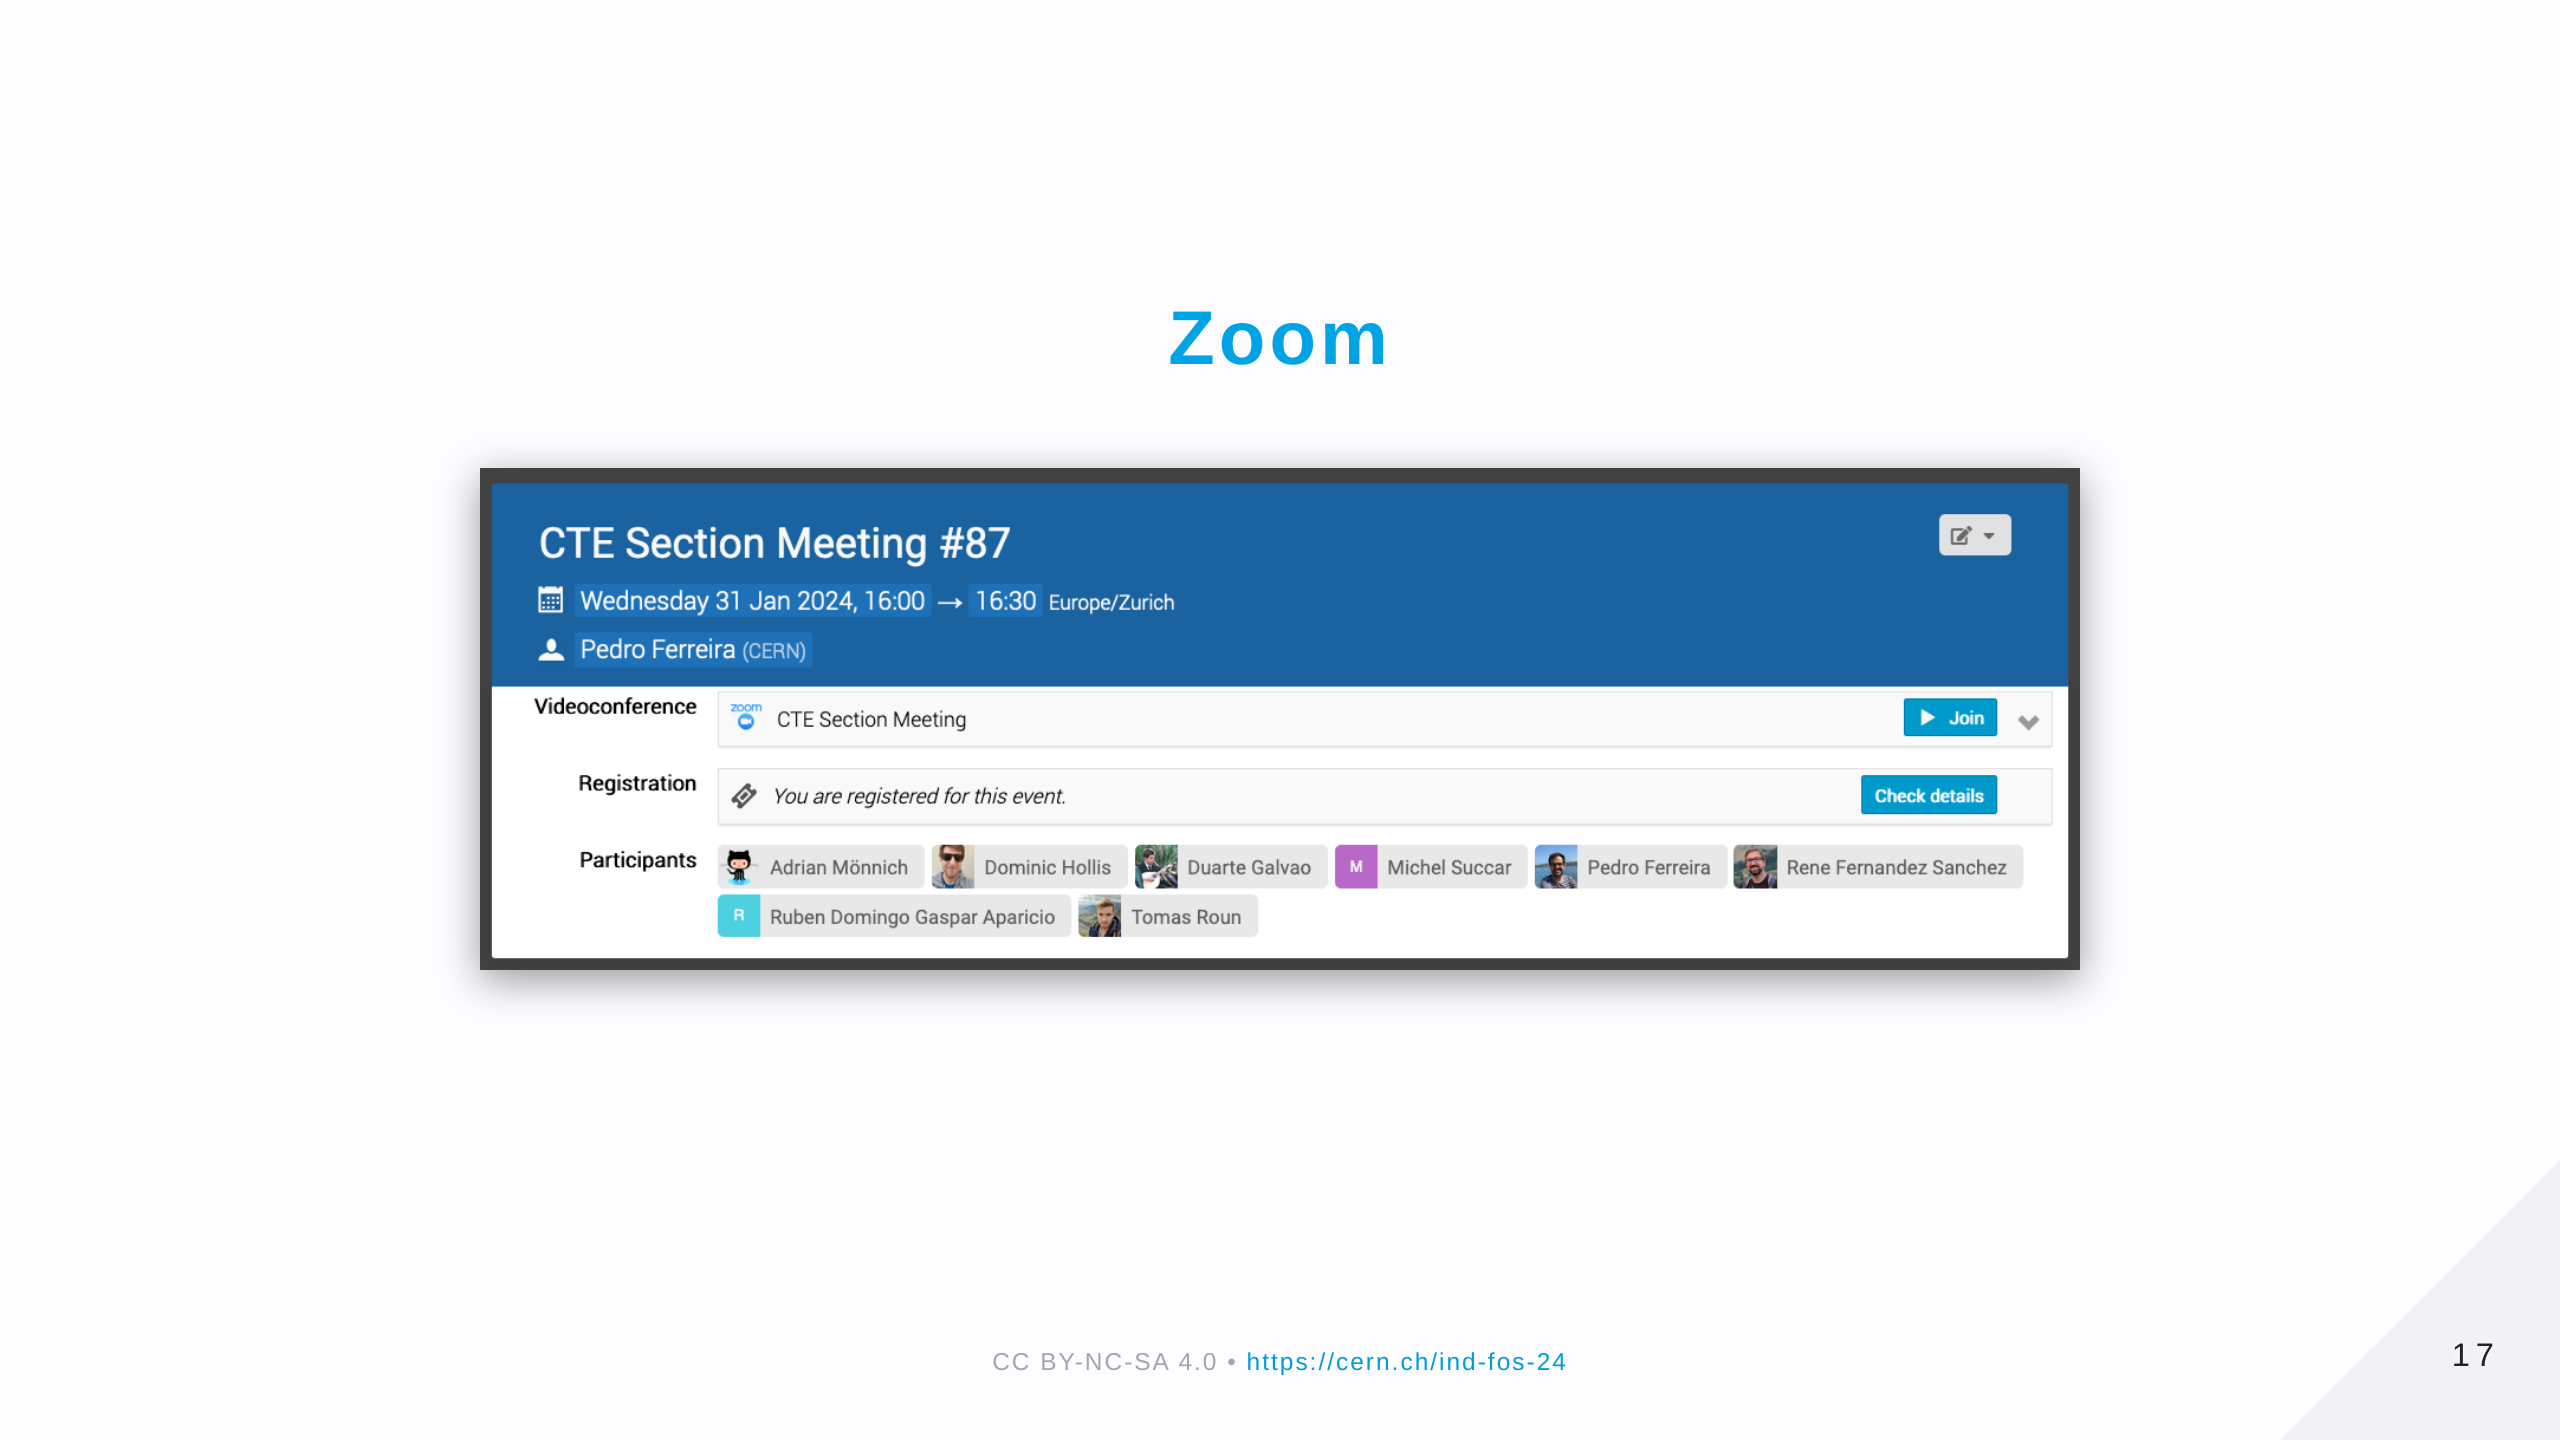 Zoom
CTE Section Meeting #87
Wednesday 31 Jan 2024, 16:00 → 16:30 Europe/Zurich
Pedro Ferreira (CERN)
Videoconference zoom CTE Section Meeting Join
Registration You are registered for this event. Check details
Participants Adrian Mönnich Dominic Hollis Duarte Galvao M Michel Succar Pedro Ferreira Rene Fernandez Sanchez
R Ruben Domingo Gaspar Aparicio Tomas Roun
CC BY-NC-SA 4.0 • https://cern.ch/ind-fos-24
17